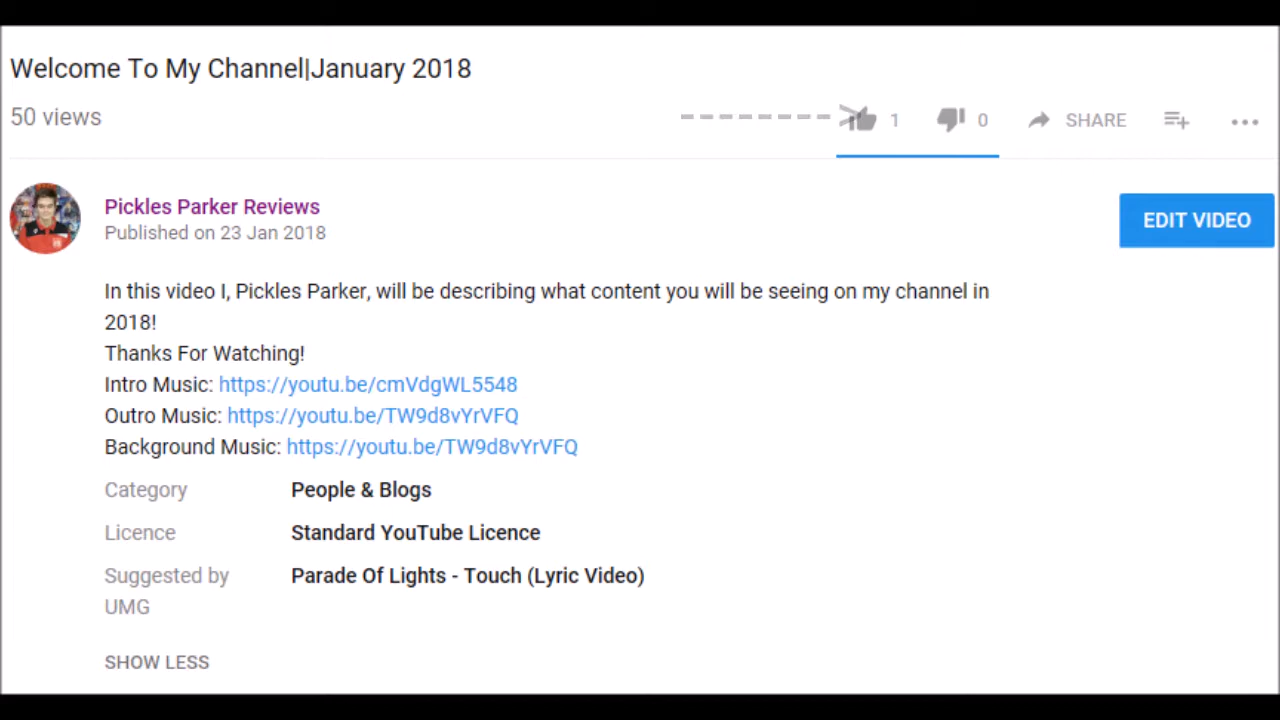 Welcome To My Channel|January 2018
50 views
1 0 SHARE
Pickles Parker Reviews
Published on 23 Jan 2018
EDIT VIDEO
In this video I, Pickles Parker, will be describing what content you will be seeing on my channel in
2018!
Thanks For Watching!
Intro Music: https://youtu.be/cmVdgWL5548
Outro Music: https://youtu.be/TW9d8vYrVFQ
Background Music: https://youtu.be/TW9d8vYrVFQ
Category People & Blogs
Licence Standard YouTube Licence
Suggested by Parade Of Lights - Touch (Lyric Video)
UMG
SHOW LESS